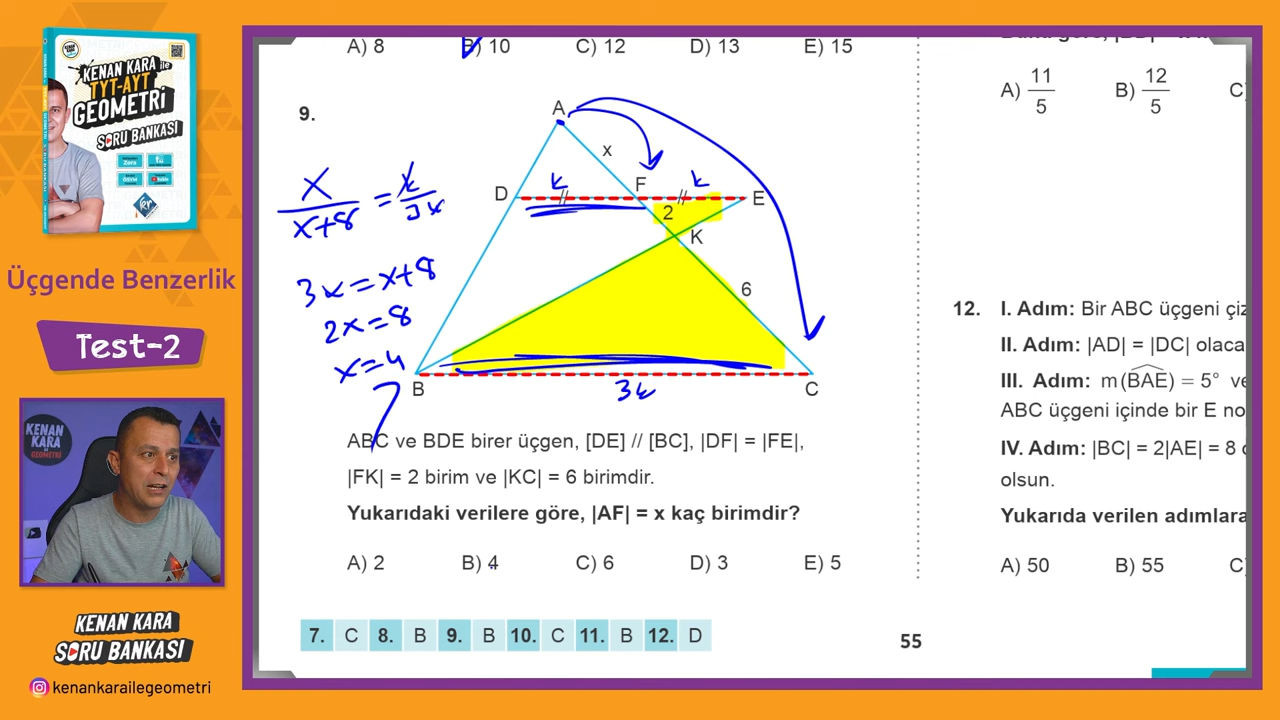 KENAN KARA ile
TYT-AYT
GEOMETRİ
SORU BANKASI
Üçgende Benzerlik
Test-2
KENAN KARA
SORU BANKASI
kenankarailegeometri
A) 8 B) 10 C) 12 D) 13 E) 15
9.
A
x
D
k
F
k
E
2
K
6
B
3k
C
x/x+8 = k/3k
3x=x+8
2x=8
x=4
ABC ve BDE birer üçgen, [DE] // [BC], |DF| = |FE|,
|FK| = 2 birim ve |KC| = 6 birimdir.
Yukarıdaki verilere göre, |AF| = x kaç birimdir?
A) 2 B) 4 C) 6 D) 3 E) 5
7. C 8. B 9. B 10. C 11. B 12. D
55
A) 11/5 B) 12/5 C)
12. I. Adım: Bir ABC üçgeni çiz
II. Adım: |AD| = |DC| olaca
III. Adım: m(BAE) = 5° ve
ABC üçgeni içinde bir E no
IV. Adım: |BC| = 2|AE| = 8
olsun.
Yukarıda verilen adımlara
A) 50 B) 55 C)